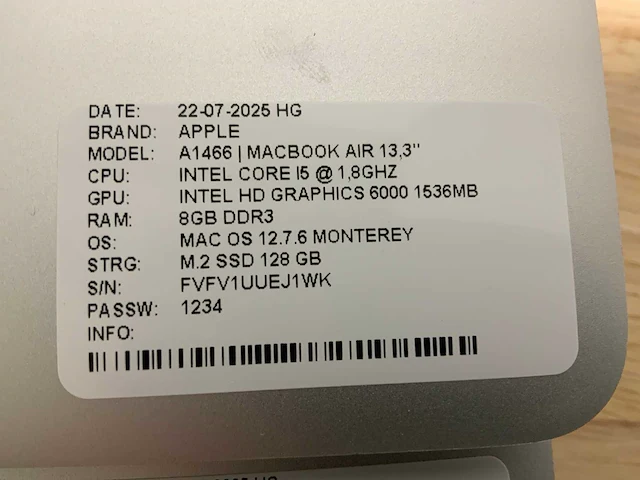 DATE: 22-07-2025 HG
BRAND: APPLE
MODEL: A1466 | MACBOOK AIR 13,3"
CPU: INTEL CORE I5 @ 1,8GHZ
GPU: INTEL HD GRAPHICS 6000 1536MB
RAM: 8GB DDR3
OS: MAC OS 12.7.6 MONTEREY
STRG: M.2 SSD 128 GB
S/N: FVFV1UUEJ1WK
PASSW: 1234
INFO:
HG